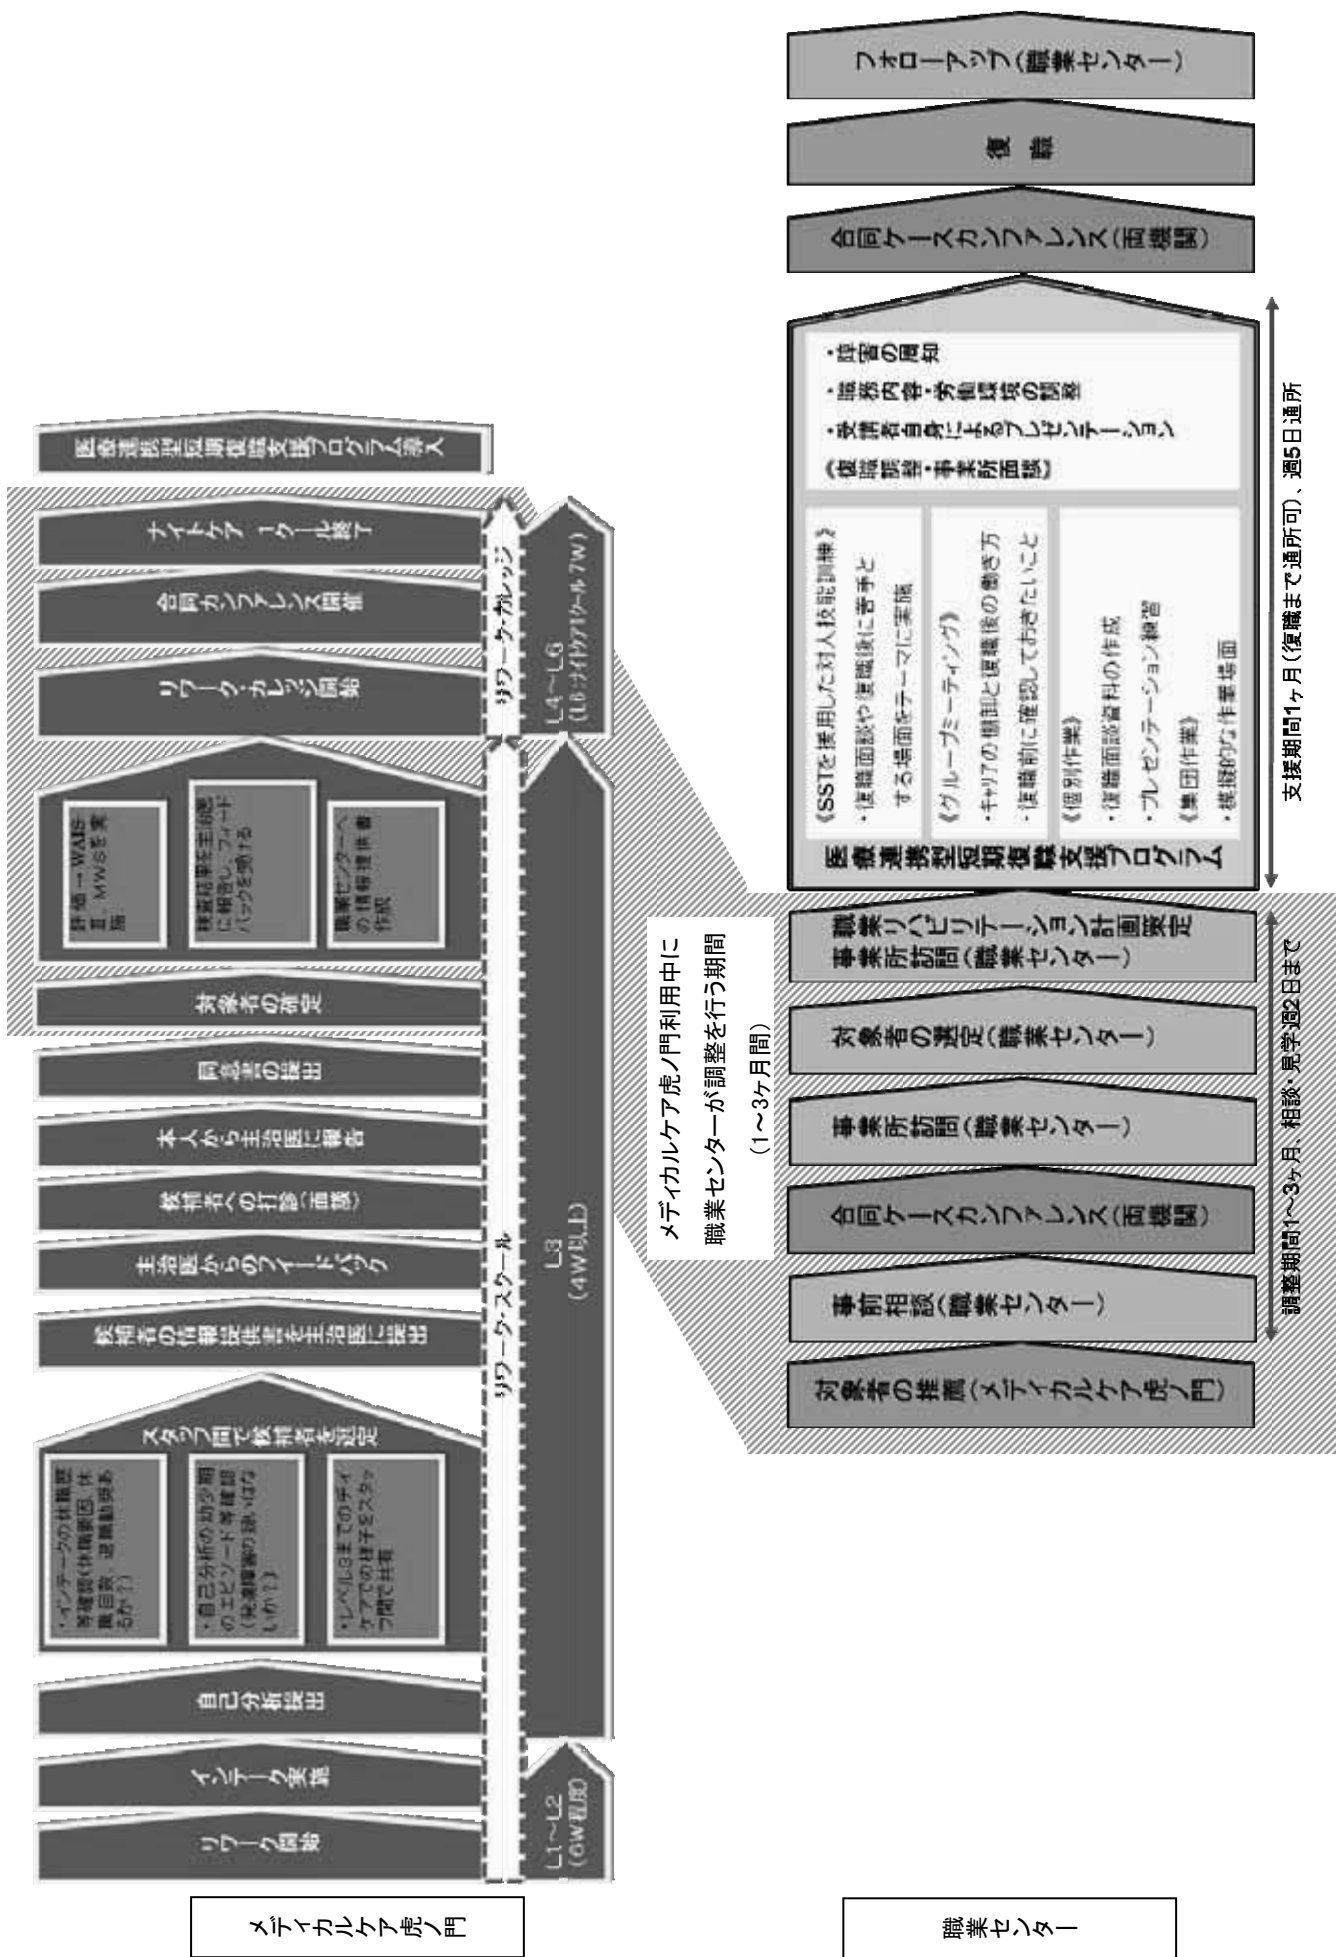 メディカルケア虎ノ門
リワーク開始
インテーク実施
自己分析提出
・インテークの休職歴
等確認(休職要因、休
職回数、退職勧奨あ
るか?)
・自己分析の幼少期
のエピソード等確認
(発達障害の疑いはな
いか?)
・レベル3までのディ
ケアでの様子をスタッ
フ間で共有
スタッフ間で候補者を選定
候補者の情報提供書を主治医に提出
主治医からのフィードバック
候補者への打診(面談)
本人から主治医に報告
同意書の提出
対象者の確定
評価→WAIS-
Ⅲ、MWSを実
施
検査結果を主治医
に報告し、フィード
バックを受ける
職業センターへ
の情報提供書
作成
リワーク・カレッジ開始
合同カンファレンス開催
ナイトケア 1クール終了
医療連携型短期復職支援プログラム導入
リワーク・スクール
リワーク・カレッジ
L1~L2
(6W程度)
L3
(4W以上)
L4~L6
(L6:ナイトケア1クール7W)
メディカルケア虎ノ門利用中に
職業センターが調整を行う期間
(1~3ヶ月間)
職業センター
対象者の推薦(メディカルケア虎ノ門)
事前相談(職業センター)
合同ケースカンファレンス(両機関)
事業所訪問(職業センター)
対象者の選定(職業センター)
職業リハビリテーション計画策定
事業所訪問(職業センター)
医療連携型短期復職支援プログラム
《SSTを援用した対人技能訓練》
・復職面談や復職後に苦手と
する場面をテーマに実施
《グループミーティング》
・キャリアの棚卸と復職後の働き方
・復職前に確認しておきたいこと
《個別作業》
・復職面談資料の作成
・プレゼンテーション練習
《集団作業》
・模擬的な作業場面
《復職調整・事業所面談》
・受講者自身によるプレゼンテーション
・職務内容・労働環境の調整
・障害の周知
合同ケースカンファレンス(両機関)
復 職
フォローアップ(職業センター)
調整期間1~3ヶ月、相談・見学週2日まで
支援期間1ヶ月(復職まで通所可)、週5日通所